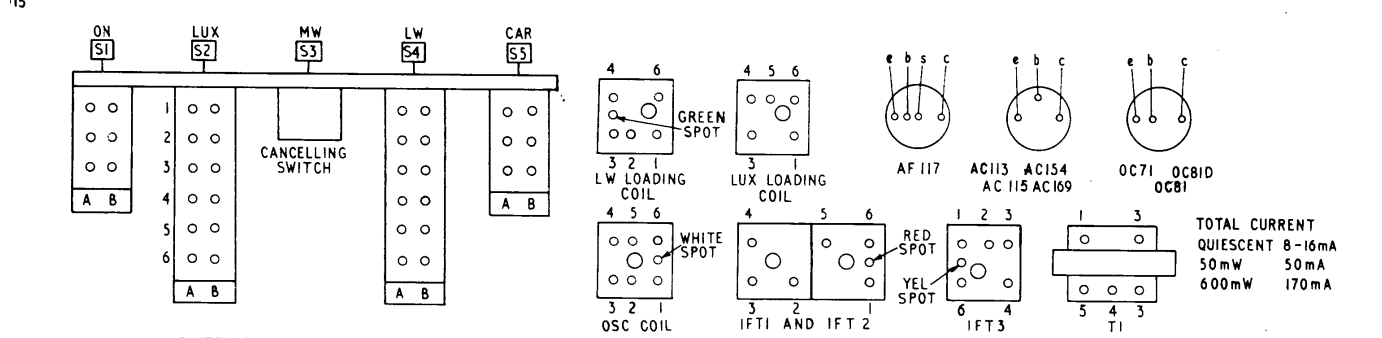 ON LUX MW LW CAR
S1 S2 S3 S4 S5
1
2
3
4
5
6
A B
A B
A B
A B
CANCELLING
SWITCH
4 6
GREEN
SPOT
3 2 1
LW LOADING
COIL
4 5 6
3 1
LUX LOADING
COIL
e b s c
AF 117
e b c
AC113 AC154
AC 115 AC169
e b c
OC71 OC81D
OC81
4 5 6
WHITE
SPOT
3 2 1
OSC COIL
4 5 6
RED
SPOT
3 2 1
IFT1 AND IFT 2
1 2 3
YEL
SPOT
6 4
IFT3
1 3
5 4 3
T1
TOTAL CURRENT
QUIESCENT 8-16mA
50mW 50mA
600mW 170mA